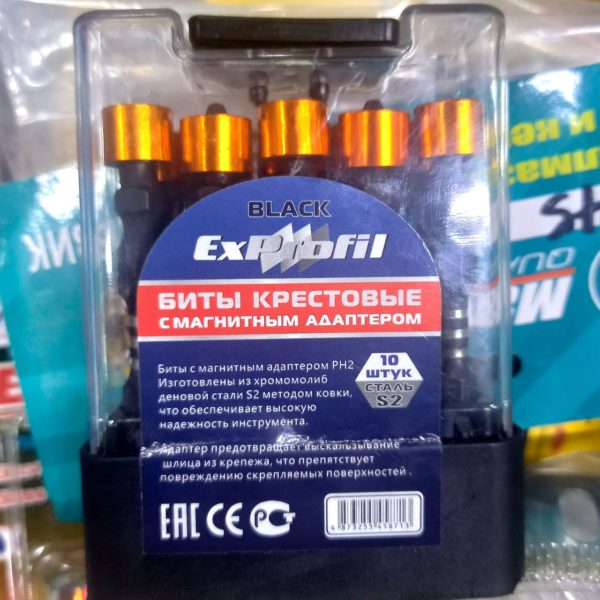 BLACK
ExProfil
БИТЫ КРЕСТОВЫЕ
С МАГНИТНЫМ АДАПТЕРОМ
Биты с магнитным адаптером PH2
Изготовлены из хромомолиб
деновой стали S2 методом ковки,
что обеспечивает высокую
надежность инструмента.
10
ШТУК
СТАЛЬ
S2
Адаптер предотвращает выскальзывание
шлица из крепежа, что препятствует
повреждению скрепляемых поверхностей .
EAC CE РСТ
4873255458713